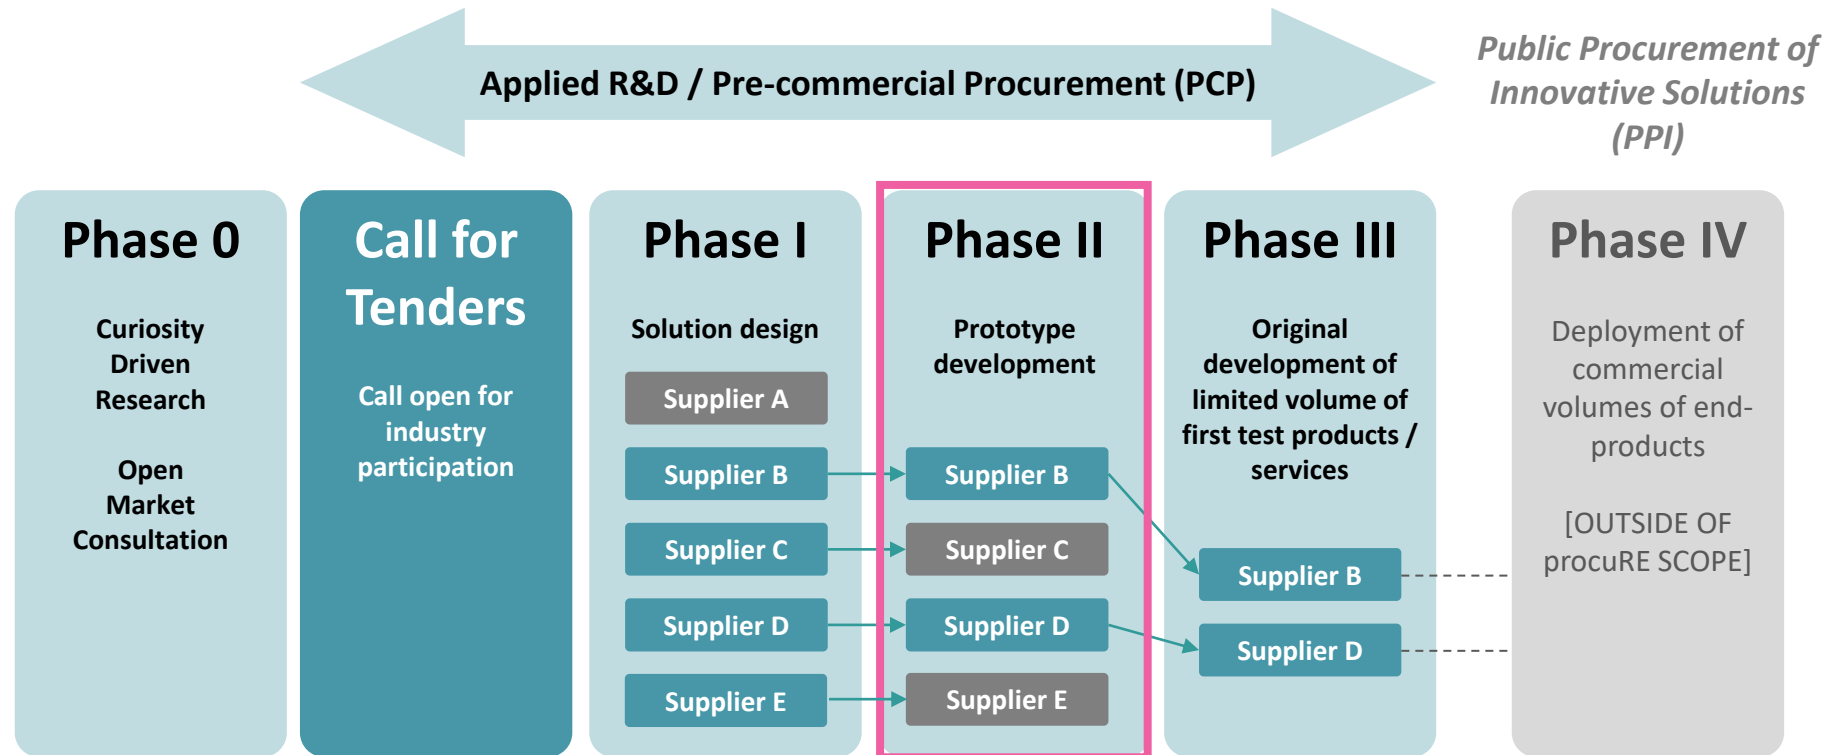 Applied R&D / Pre-commercial Procurement (PCP)
Public Procurement of
Innovative Solutions
(PPI)
Phase 0
Curiosity
Driven
Research
Open
Market
Consultation
Call for
Tenders
Call open for
industry
participation
Phase I
Solution design
Supplier A
Supplier B
Supplier C
Supplier D
Supplier E
Phase II
Prototype
development
Supplier B
Supplier C
Supplier D
Supplier E
Phase III
Original
development of
limited volume of
first test products /
services
Supplier B
Supplier D
Phase IV
Deployment of
commercial
volumes of end-
products
[OUTSIDE OF
procuRE SCOPE]